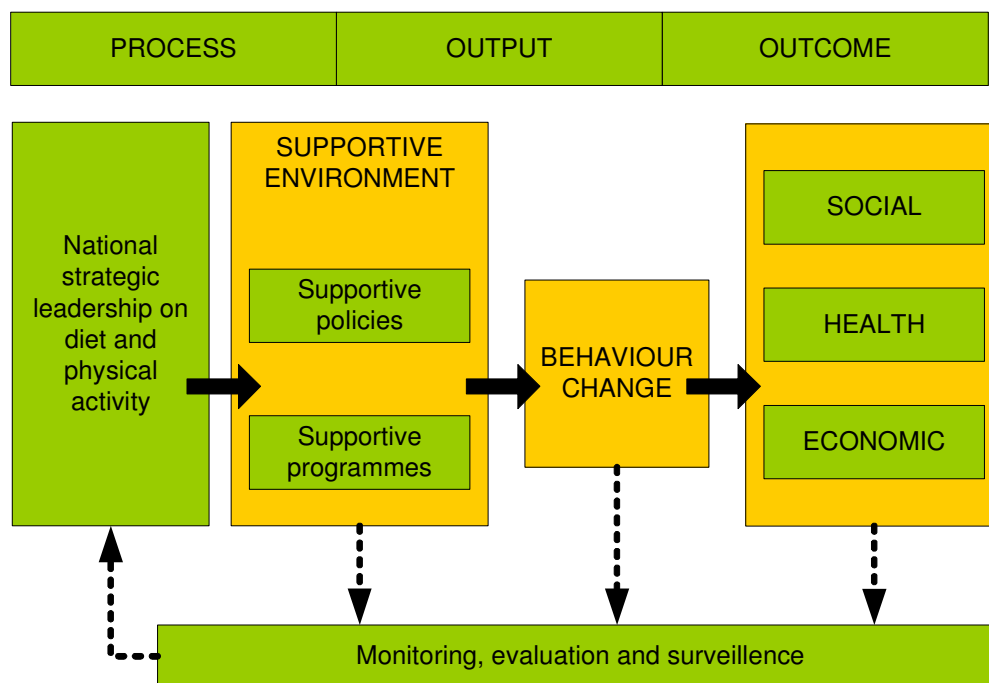 PROCESS
OUTPUT
OUTCOME
National
strategic
leadership on
diet and
physical
activity
SUPPORTIVE
ENVIRONMENT
Supportive
policies
Supportive
programmes
BEHAVIOUR
CHANGE
SOCIAL
HEALTH
ECONOMIC
Monitoring, evaluation and surveillence